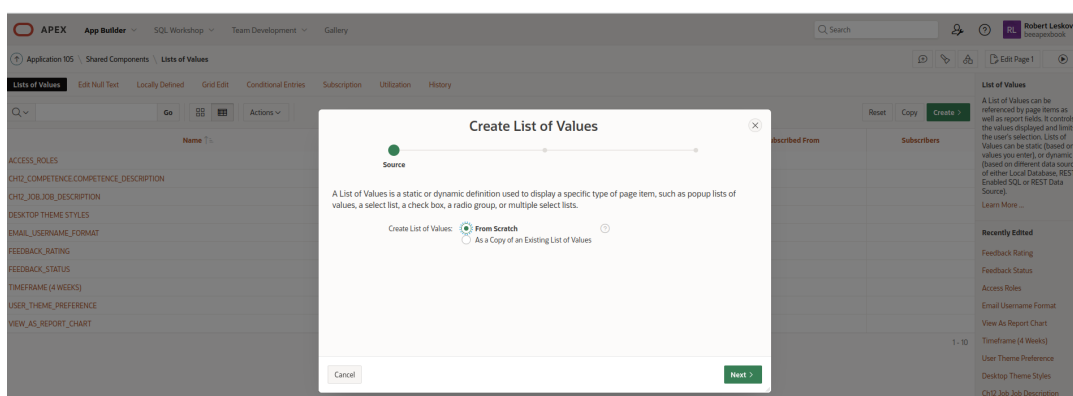 APEX App Builder SQL Workshop Team Development Gallery Search RL Robert Leskov
bexapexbook
Application 105 \ Shared Components \ Lists of Values Edit Page 1
Lists of Values Edit Null Text Locally Defined Grid Edit Conditional Entries Subscription Utilization History
Go Actions Reset Copy Create >
Name Subscribed From Subscribers
ACCESS_ROLES
CH12_COMPETENCE.COMPETENCE_DESCRIPTION
CH12_JOB.JOB_DESCRIPTION
DESKTOP THEME STYLES
EMAIL_USERNAME_FORMAT
FEEDBACK_RATING
FEEDBACK_STATUS
TIMEFRAME (4 WEEKS)
USER_THEME_PREFERENCE
VIEW_AS_REPORT_CHART
1 - 10
Create List of Values
Source
A List of Values is a static or dynamic definition used to display a specific type of page item, such as popup lists of
values, a select list, a check box, a radio group, or multiple select lists.
Create List of Values: From Scratch
As a Copy of an Existing List of Values
Cancel Next >
List of Values
A List of Values can be
referenced by page items as
well as report fields. It controls
the values displayed and limits
the user's selection. Lists of
Values can be static (based on
values you enter), or dynamic
(based on different data sourc
of either Local Database, REST
Enabled SQL or REST Data
Source).
Learn More ...
Recently Edited
Feedback Rating
Feedback Status
Access Roles
Email Username Format
View As Report Chart
Timeframe (4 Weeks)
User Theme Preference
Desktop Theme Styles
Ch12 Job Job Description